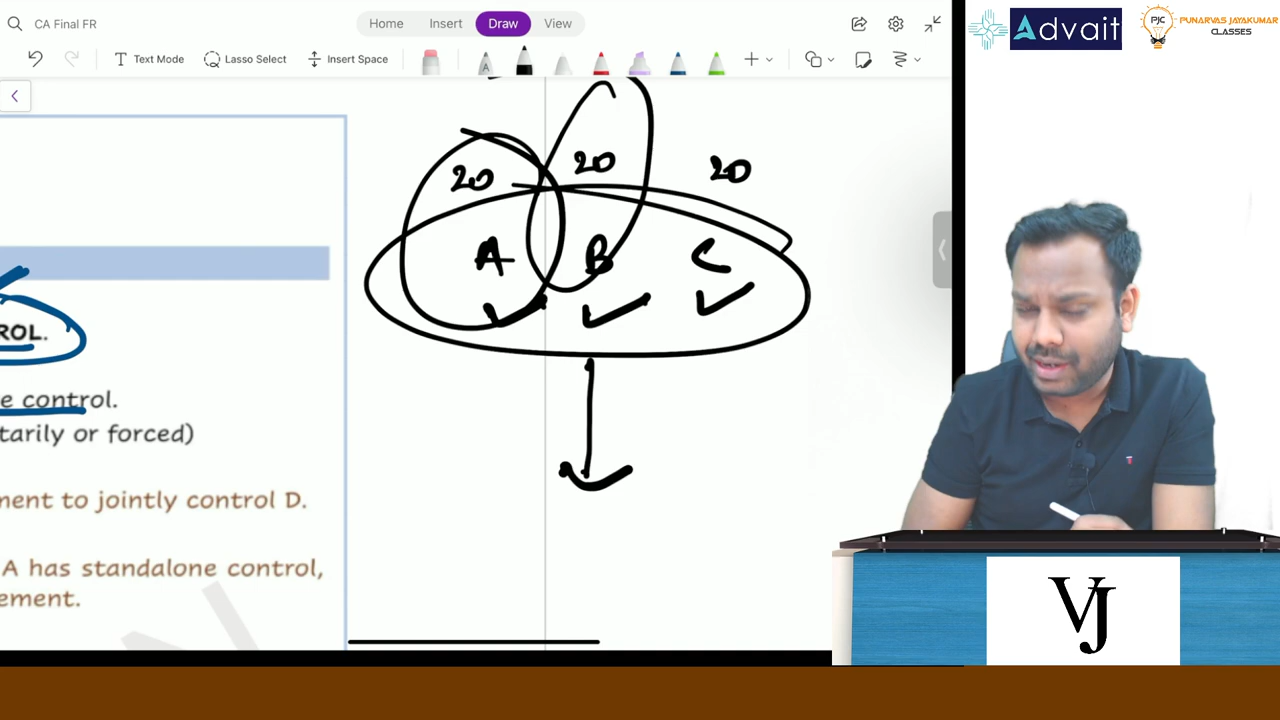 CA Final FR
Home Insert Draw View
Advait
PJC PUNARVAS JAYAKUMAR
CLASSES
Text Mode Lasso Select Insert Space
A
20 20 20
A B C
ROL.
e control.
tarily or forced)
ment to jointly control D.
A has standalone control,
ement.
VJ